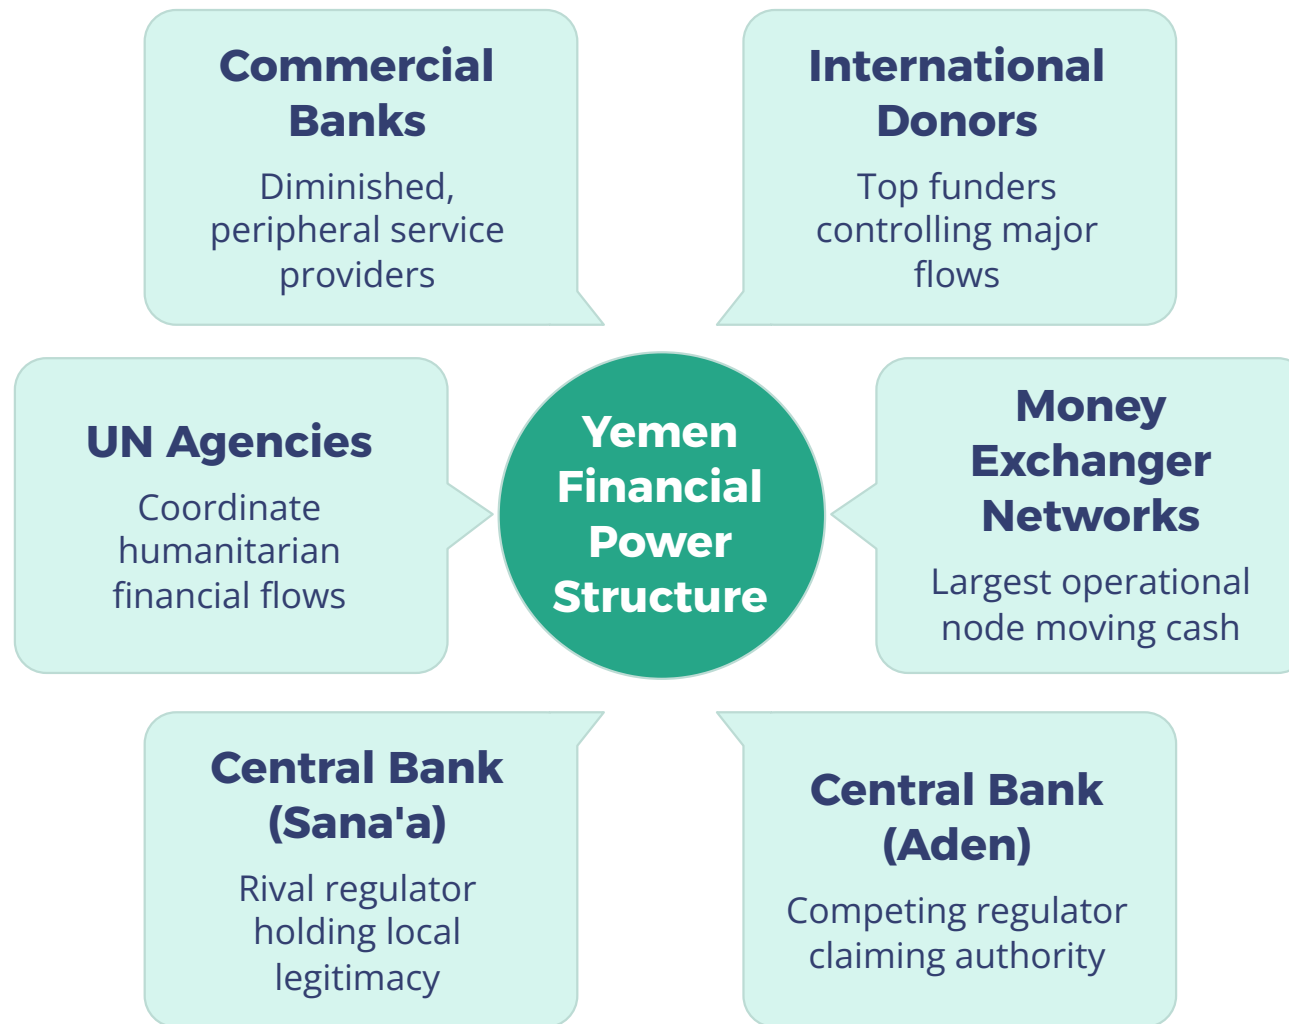 Commercial
Banks
Diminished,
peripheral service
providers
International
Donors
Top funders
controlling major
flows
UN Agencies
Coordinate
humanitarian
financial flows
Yemen
Financial
Power
Structure
Money
Exchanger
Networks
Largest operational
node moving cash
Central Bank
(Sana'a)
Rival regulator
holding local
legitimacy
Central Bank
(Aden)
Competing regulator
claiming authority